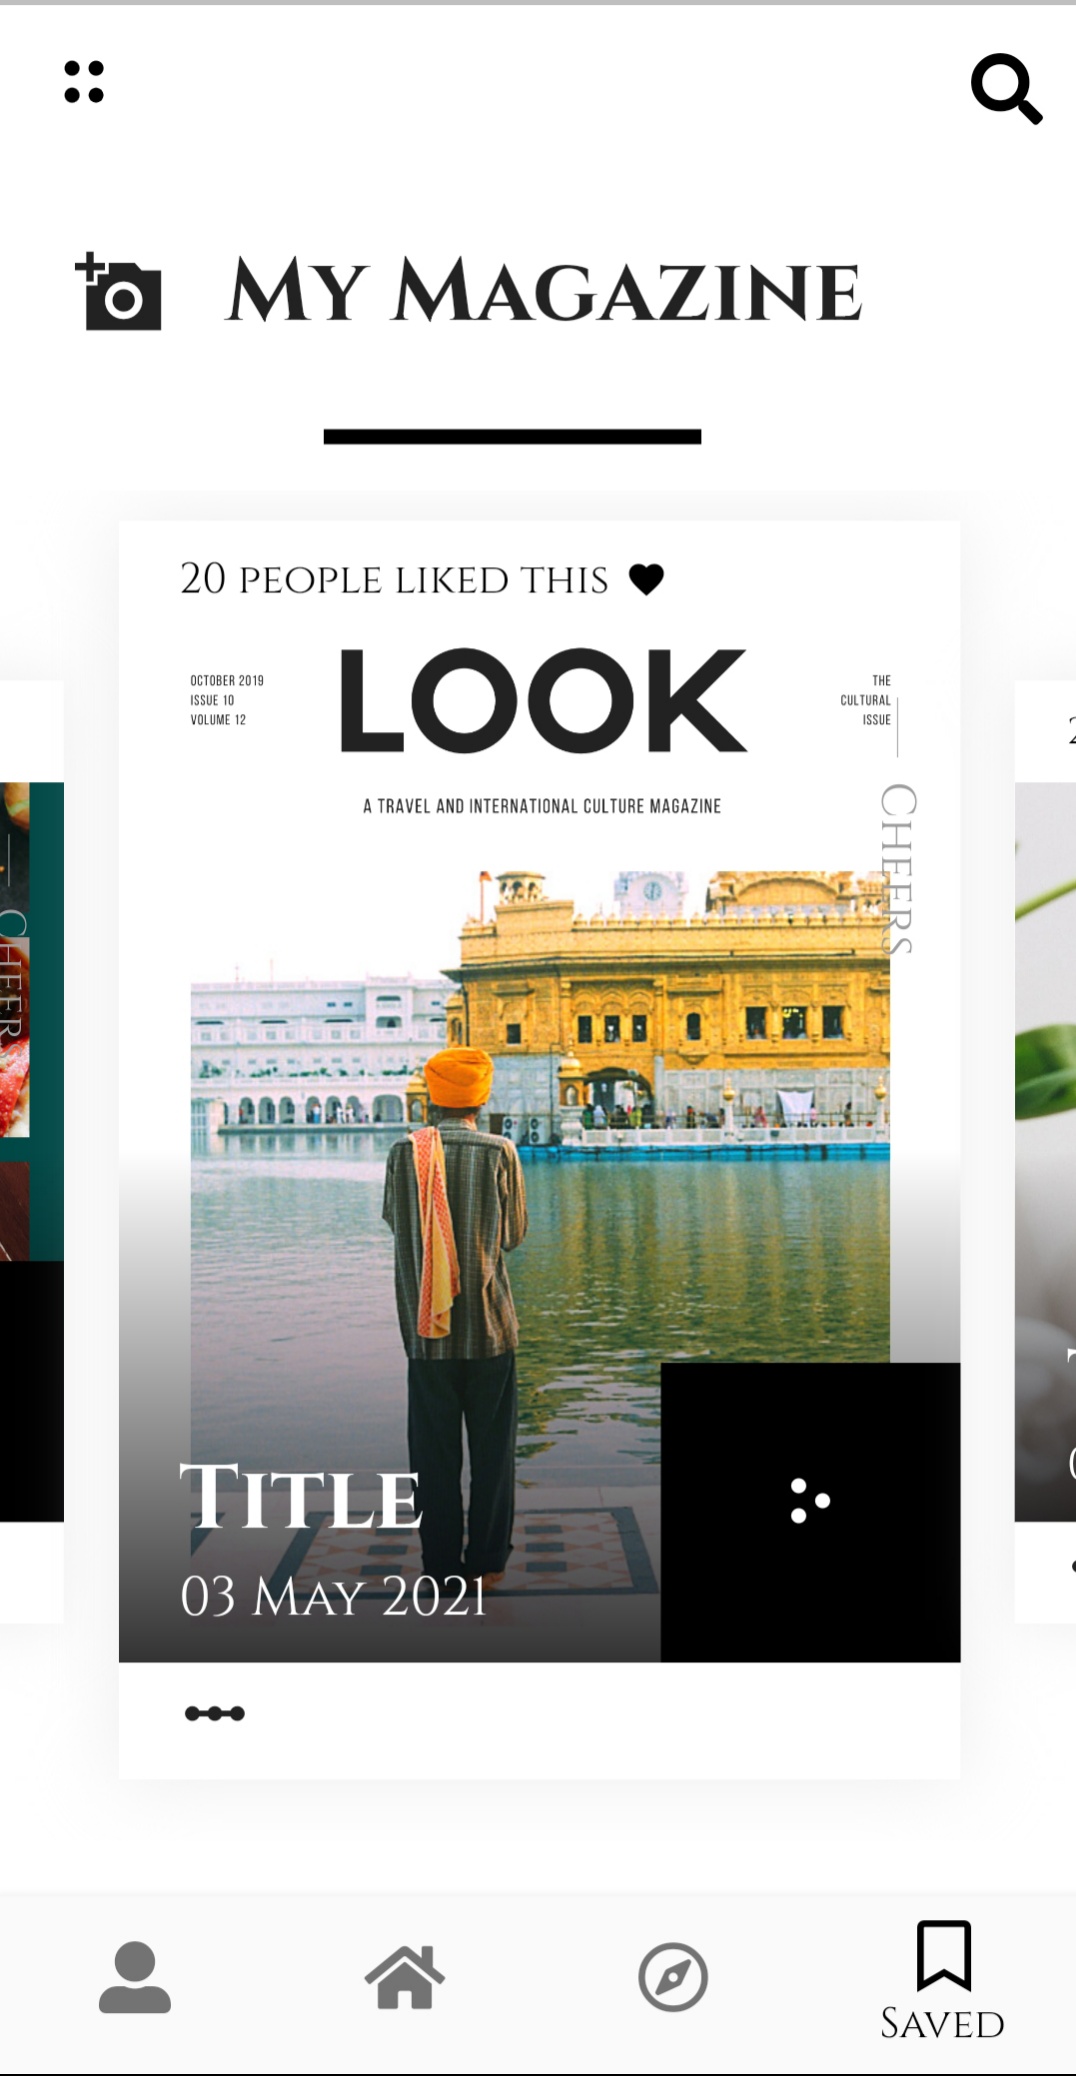 My Magazine
20 people liked this
OCTOBER 2019
ISSUE 10
VOLUME 12
LOOK
THE
CULTURAL
ISSUE
A TRAVEL AND INTERNATIONAL CULTURE MAGAZINE
Cheers
Title
03 May 2021
Saved